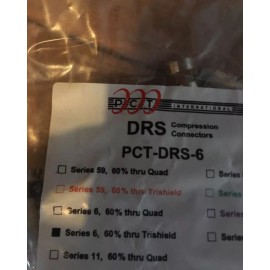 PCT
INTERNATIONAL
DRS Compression
Connectors
PCT-DRS-6
Series 59, 60% thru Quad
Series 59, 60% thru Trishield
Series 6, 60% thru Quad
Series 6, 60% thru Trishield
Series 11, 60% thru Quad